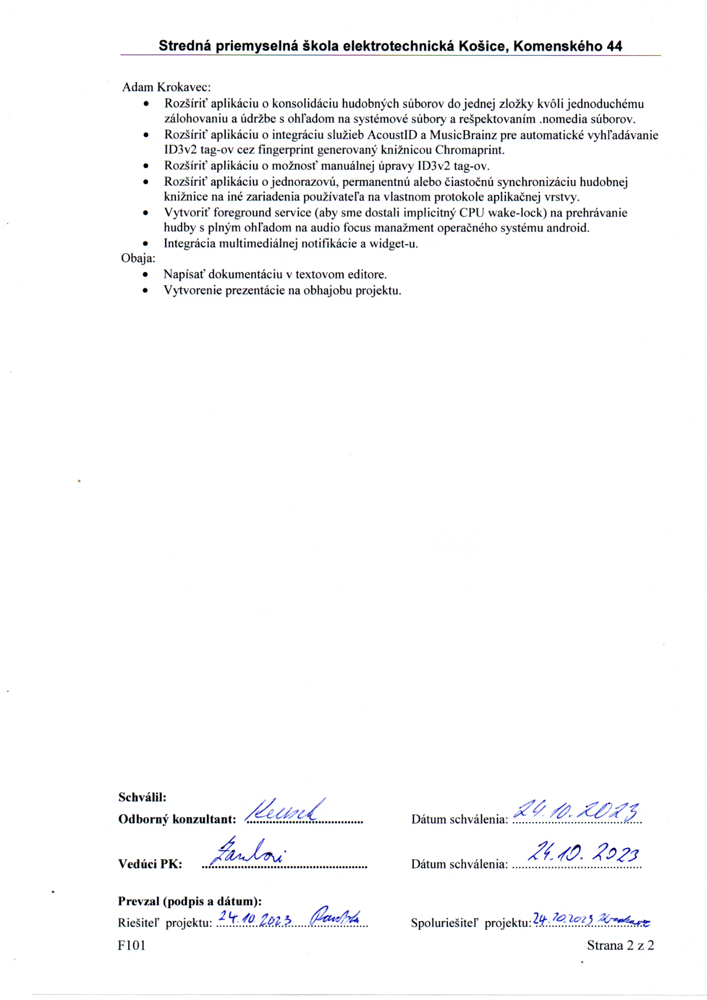 Stredná priemyselná škola elektrotechnická Košice, Komenského 44
Adam Krokavec:
• Rozšíriť aplikáciu o konsolidáciu hudobných súborov do jednej zložky kvôli jednoduchému
zálohovaniu a údržbe s ohľadom na systémové súbory a rešpektovaním .nomedia súborov.
• Rozšíriť aplikáciu o integráciu služieb AcoustID a MusicBrainz pre automatické vyhľadávanie
ID3v2 tag-ov cez fingerprint generovaný knižnicou Chromaprint.
• Rozšíriť aplikáciu o možnosť manuálnej úpravy ID3v2 tag-ov.
• Rozšíriť aplikáciu o jednorazovú, permanentnú alebo čiastočnú synchronizáciu hudobnej
knižnice na iné zariadenia používateľa na vlastnom protokole aplikačnej vrstvy.
• Vytvoriť foreground service (aby sme dostali implicitný CPU wake-lock) na prehrávanie
hudby s plným ohľadom na audio focus manažment operačného systému android.
• Integrácia multimediálnej notifikácie a widget-u.
Obaja:
• Napísať dokumentáciu v textovom editore.
• Vytvorenie prezentácie na obhajobu projektu.
Schválil:
Odborný konzultant: Dátum schválenia: 24.10.2023
Vedúci PK: Dátum schválenia: 24.10.2023
Prevzal (podpis a dátum):
Riešiteľ projektu: 24.10.2023 Spoluriešiteľ projektu: 24.10.2023 Krokavec
F101 Strana 2 z 2